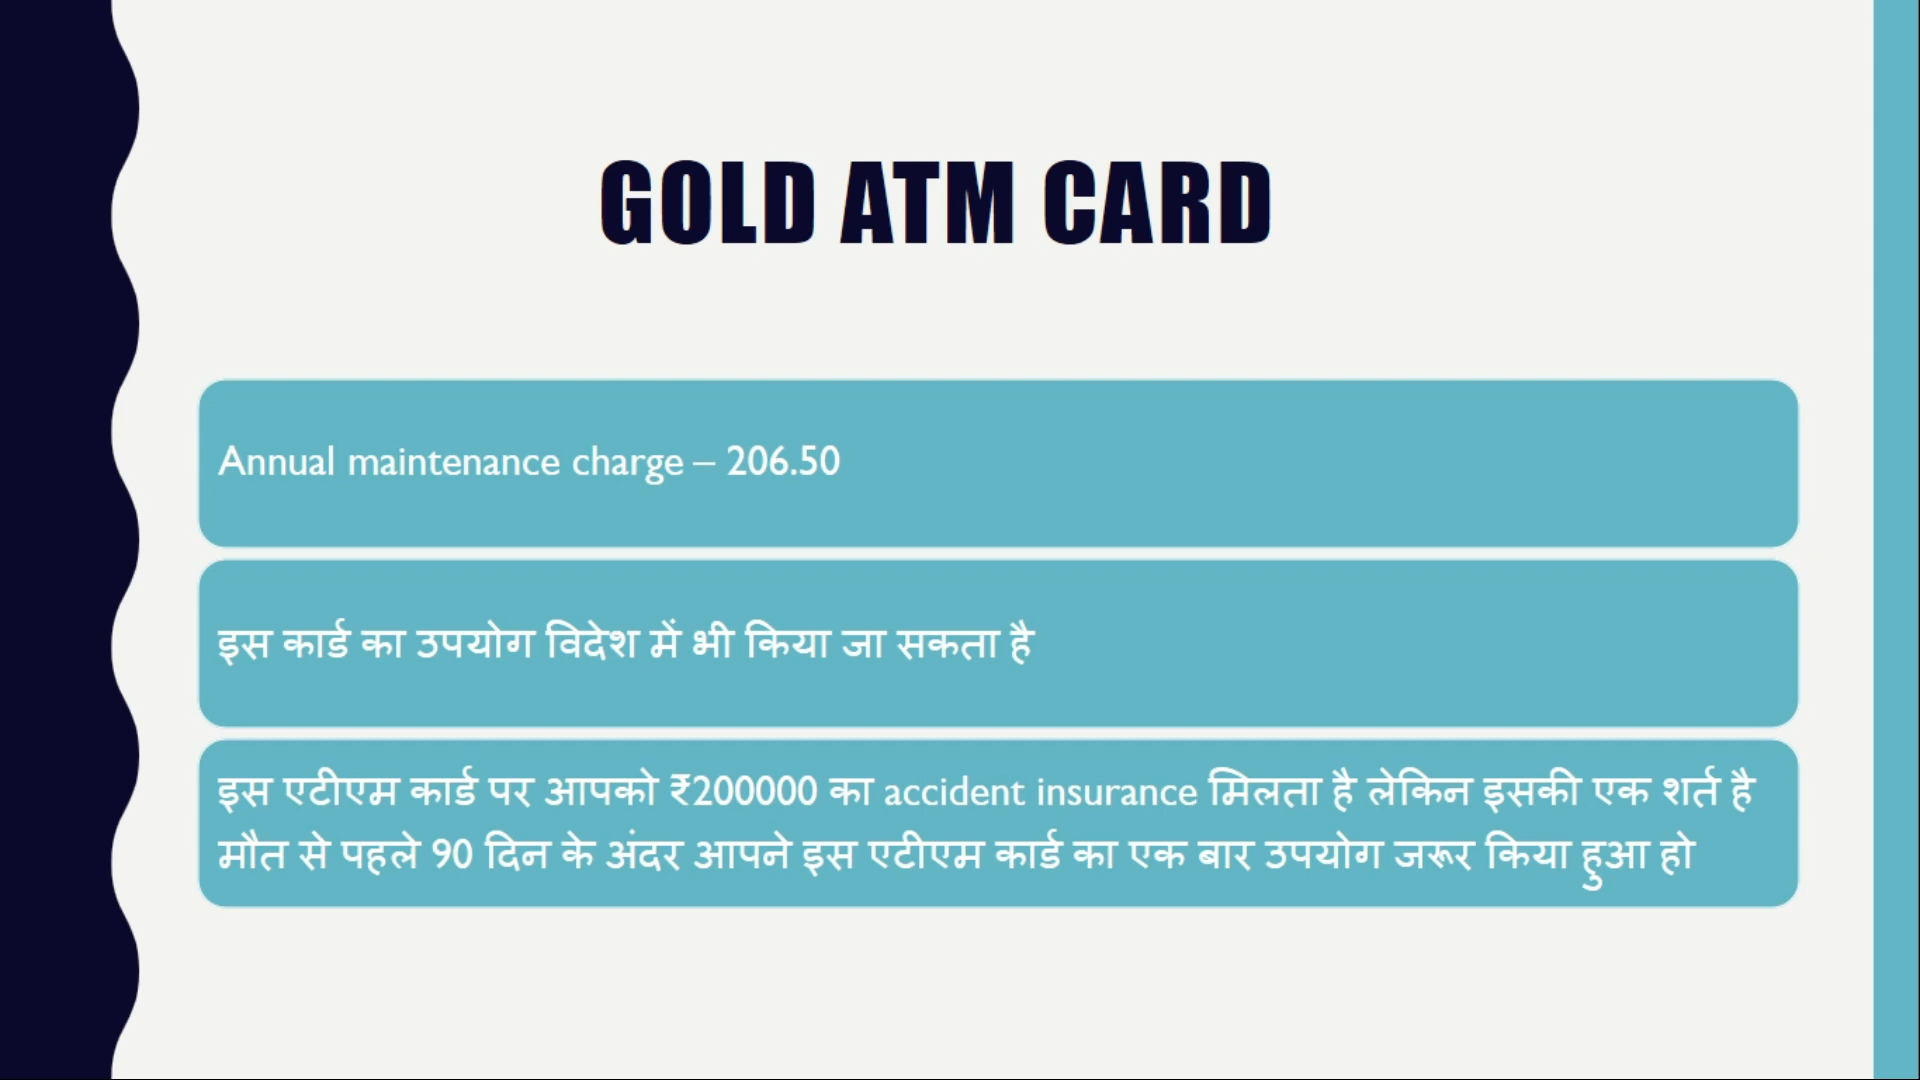 GOLD ATM CARD
Annual maintenance charge – 206.50
इस कार्ड का उपयोग विदेश में भी किया जा सकता है
इस एटीएम कार्ड पर आपको ₹200000 का accident insurance मिलता है लेकिन इसकी एक शर्त है
मौत से पहले 90 दिन के अंदर आपने इस एटीएम कार्ड का एक बार उपयोग जरूर किया हुआ हो